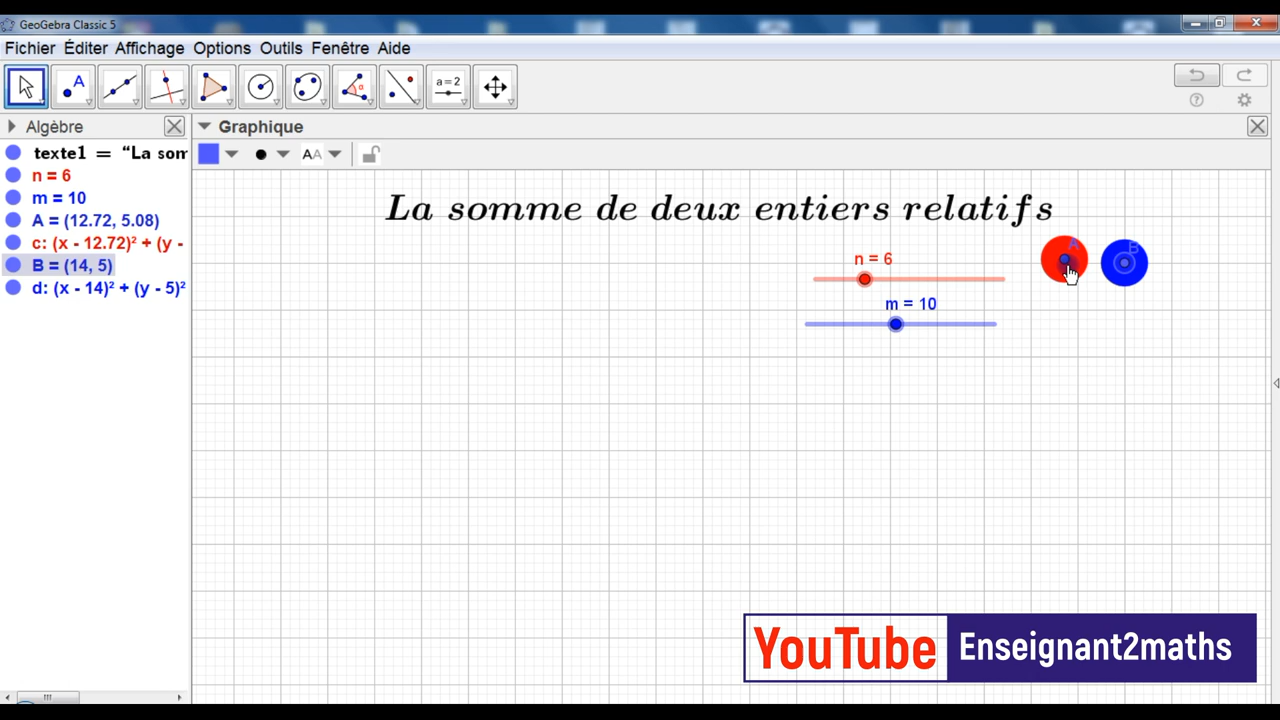 GeoGebra Classic 5
Fichier Éditer Affichage Options Outils Fenêtre Aide
A
α
a=2
Algèbre
Graphique
AA
texte1 = “La som
n = 6
m = 10
A = (12.72, 5.08)
c: (x - 12.72)² + (y -
B = (14, 5)
d: (x - 14)² + (y - 5)²
La somme de deux entiers relatifs
n = 6
m = 10
A
B
YouTube Enseignant2maths